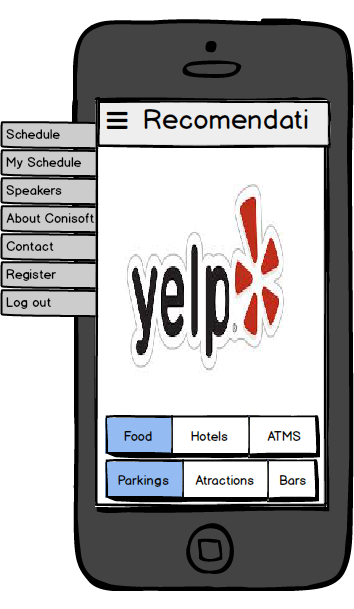 Recomendati
Schedule
My Schedule
Speakers
About Conisoft
Contact
Register
Log out
yelp
Food Hotels ATMS
Parkings Atractions Bars